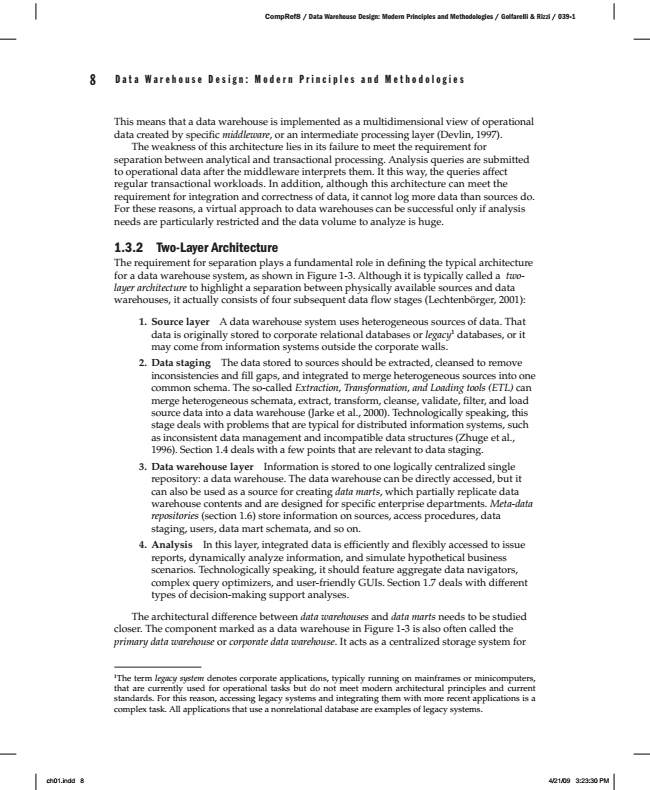 CompRef8 / Data Warehouse Design: Modern Principles and Methodologies / Golfarelli & Rizzi / 039-1
8 Data Warehouse Design: Modern Principles and Methodologies
This means that a data warehouse is implemented as a multidimensional view of operational
data created by specific middleware, or an intermediate processing layer (Devlin, 1997).
The weakness of this architecture lies in its failure to meet the requirement for
separation between analytical and transactional processing. Analysis queries are submitted
to operational data after the middleware interprets them. It this way, the queries affect
regular transactional workloads. In addition, although this architecture can meet the
requirement for integration and correctness of data, it cannot log more data than sources do.
For these reasons, a virtual approach to data warehouses can be successful only if analysis
needs are particularly restricted and the data volume to analyze is huge.
1.3.2 Two-Layer Architecture
The requirement for separation plays a fundamental role in defining the typical architecture
for a data warehouse system, as shown in Figure 1-3. Although it is typically called a two-
layer architecture to highlight a separation between physically available sources and data
warehouses, it actually consists of four subsequent data flow stages (Lechtenbörger, 2001):
1. Source layer A data warehouse system uses heterogeneous sources of data. That
data is originally stored to corporate relational databases or legacy¹ databases, or it
may come from information systems outside the corporate walls.
2. Data staging The data stored to sources should be extracted, cleansed to remove
inconsistencies and fill gaps, and integrated to merge heterogeneous sources into one
common schema. The so-called Extraction, Transformation, and Loading tools (ETL) can
merge heterogeneous schemata, extract, transform, cleanse, validate, filter, and load
source data into a data warehouse (Jarke et al., 2000). Technologically speaking, this
stage deals with problems that are typical for distributed information systems, such
as inconsistent data management and incompatible data structures (Zhuge et al.,
1996). Section 1.4 deals with a few points that are relevant to data staging.
3. Data warehouse layer Information is stored to one logically centralized single
repository: a data warehouse. The data warehouse can be directly accessed, but it
can also be used as a source for creating data marts, which partially replicate data
warehouse contents and are designed for specific enterprise departments. Meta-data
repositories (section 1.6) store information on sources, access procedures, data
staging, users, data mart schemata, and so on.
4. Analysis In this layer, integrated data is efficiently and flexibly accessed to issue
reports, dynamically analyze information, and simulate hypothetical business
scenarios. Technologically speaking, it should feature aggregate data navigators,
complex query optimizers, and user-friendly GUIs. Section 1.7 deals with different
types of decision-making support analyses.
The architectural difference between data warehouses and data marts needs to be studied
closer. The component marked as a data warehouse in Figure 1-3 is also often called the
primary data warehouse or corporate data warehouse. It acts as a centralized storage system for
¹The term legacy system denotes corporate applications, typically running on mainframes or minicomputers,
that are currently used for operational tasks but do not meet modern architectural principles and current
standards. For this reason, accessing legacy systems and integrating them with more recent applications is a
complex task. All applications that use a nonrelational database are examples of legacy systems.
ch01.indd 8
4/21/09 3:23:30 PM